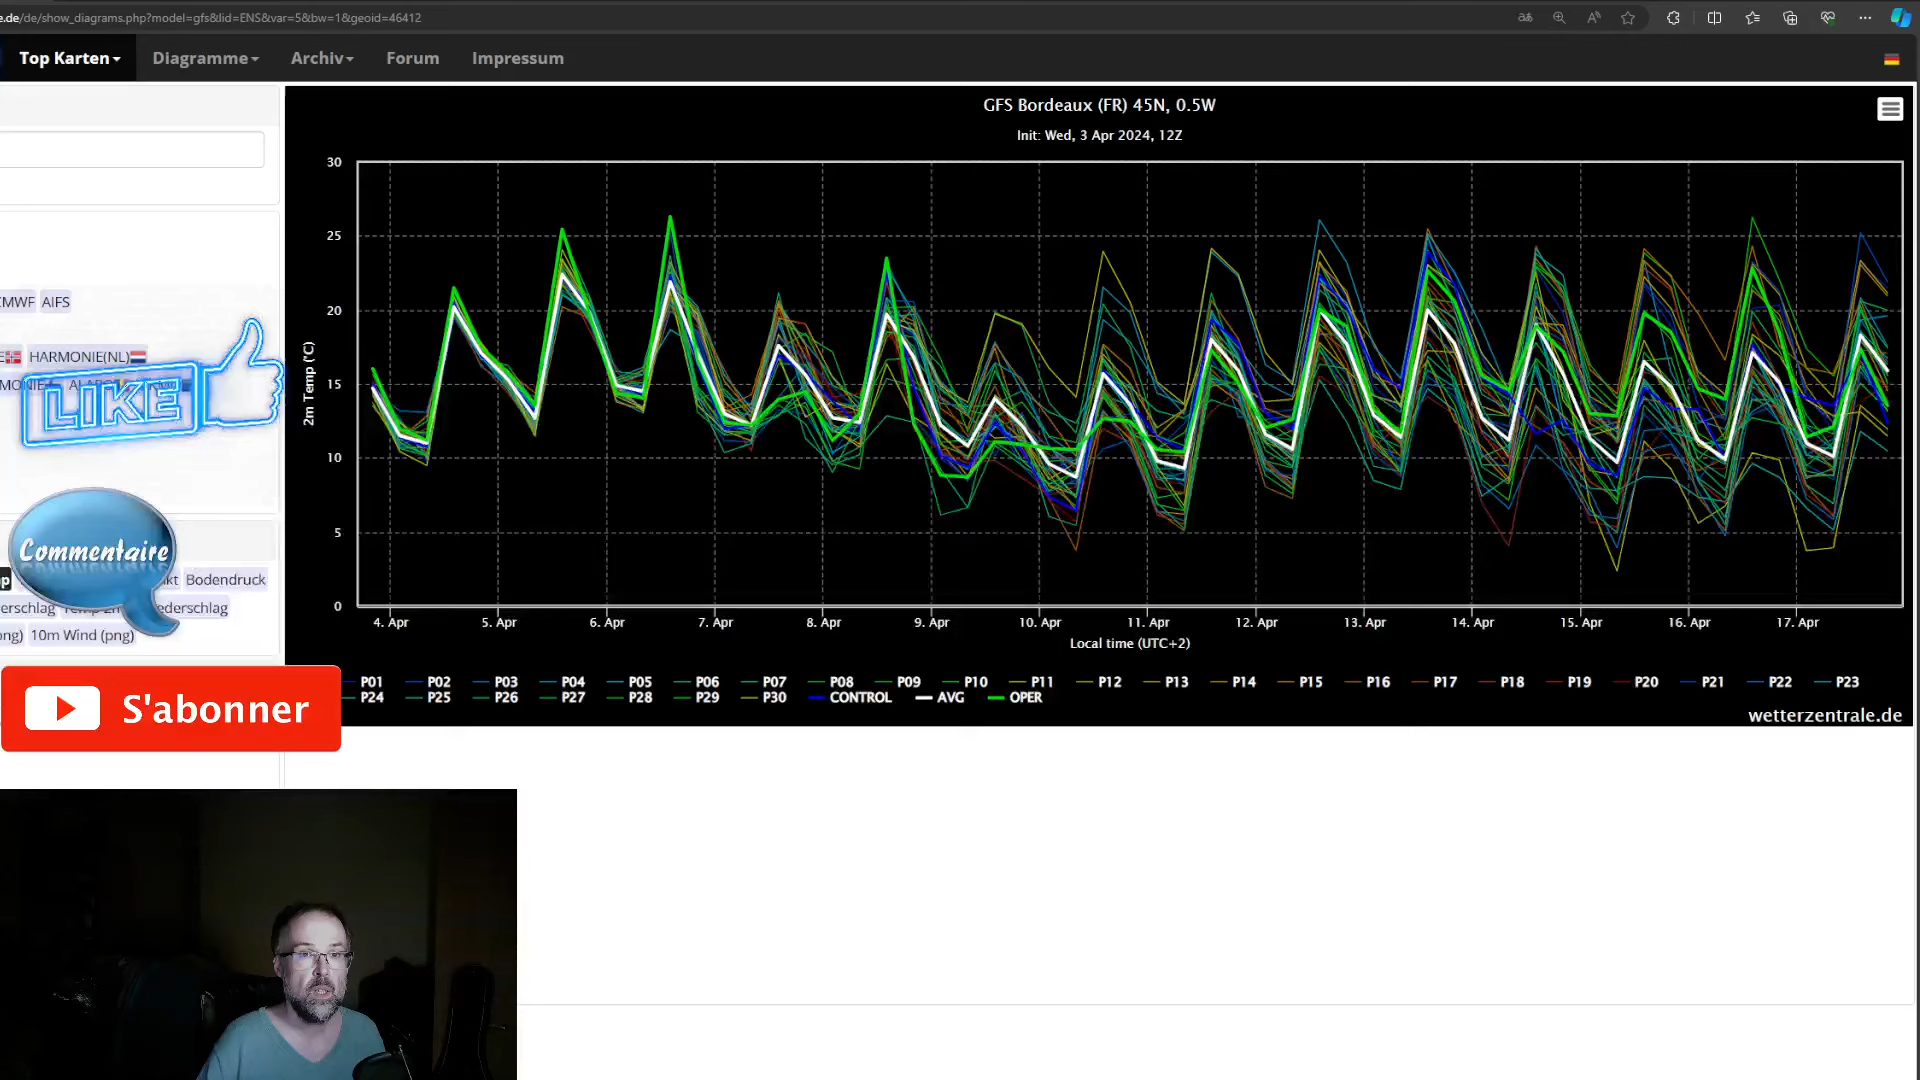 e.de/de/show_diagrams.php?model=gfs&lid=ENS&var=5&bw=1&geoid=46412
Top Karten Diagramme Archiv Forum Impressum
GFS Bordeaux (FR) 45N, 0.5W
Init: Wed, 3 Apr 2024, 12Z
30
25
20
15
10
5
0
2m Temp (°C)
4. Apr 5. Apr 6. Apr 7. Apr 8. Apr 9. Apr 10. Apr 11. Apr 12. Apr 13. Apr 14. Apr 15. Apr 16. Apr 17. Apr
Local time (UTC+2)
P01 P02 P03 P04 P05 P06 P07 P08 P09 P10 P11 P12 P13 P14 P15 P16 P17 P18 P19 P20 P21 P22 P23
P24 P25 P26 P27 P28 P29 P30 CONTROL AVG OPER
wetterzentrale.de
CMWF AIFS
HARMONIE(NL)
LIKE
Commentaire
Bodendruck
erschlag
ederschlag
10m Wind (png)
S'abonner